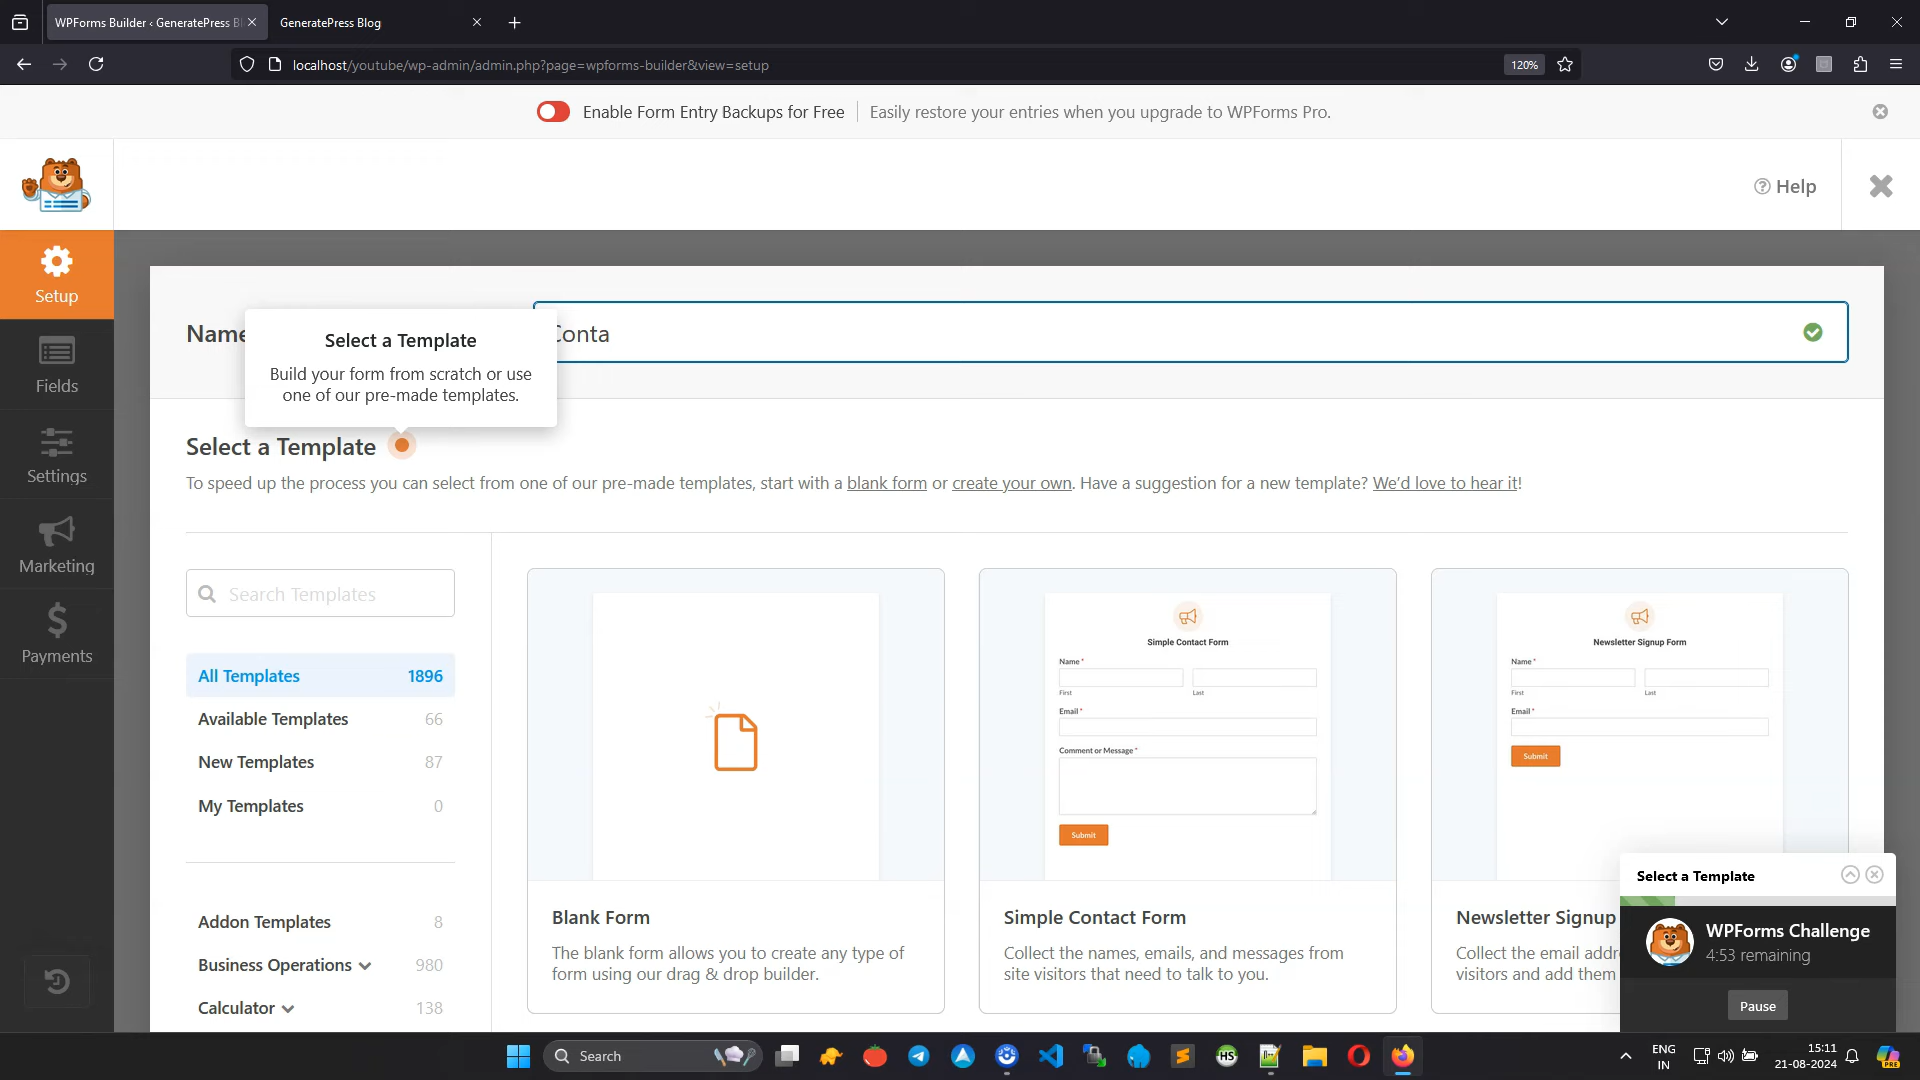 WPForms Builder ‹ GeneratePress Bl
GeneratePress Blog
localhost/youtube/wp-admin/admin.php?page=wpforms-builder&view=setup
120%
Enable Form Entry Backups for Free
Easily restore your entries when you upgrade to WPForms Pro.
Help
Setup
Fields
Settings
Marketing
Payments
Name
Conta
Select a Template
Build your form from scratch or use
one of our pre-made templates.
Select a Template
To speed up the process you can select from one of our pre-made templates, start with a blank form or create your own. Have a suggestion for a new template? We'd love to hear it!
Search Templates
All Templates 1896
Available Templates 66
New Templates 87
My Templates 0
Addon Templates 8
Business Operations 980
Calculator 138
Blank Form
The blank form allows you to create any type of
form using our drag & drop builder.
Simple Contact Form
Name *
First
Last
Email *
Comment or Message *
Submit
Simple Contact Form
Collect the names, emails, and messages from
site visitors that need to talk to you.
Newsletter Signup Form
Name *
First
Last
Email *
Submit
Newsletter Signup
Collect the email addre
visitors and add them
Select a Template
WPForms Challenge
4:53 remaining
Pause
Search
HS
ENG
IN
15:11
21-08-2024
PRE